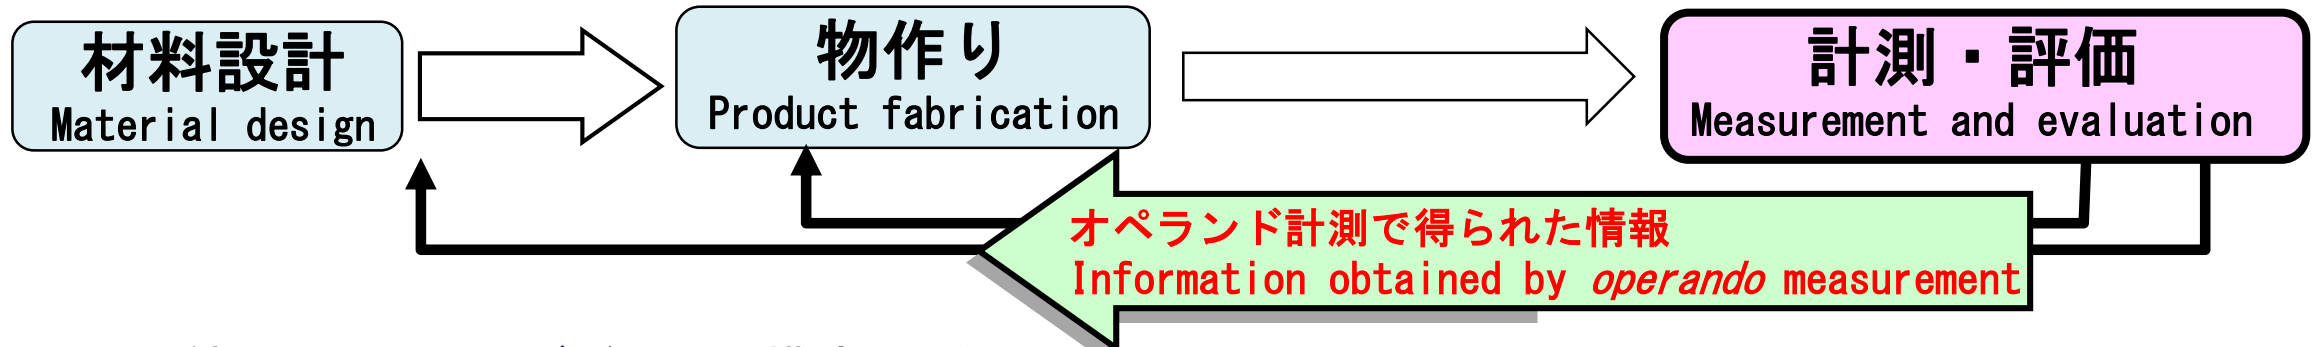 材料設計
Material design
物作り
Product fabrication
計測・評価
Measurement and evaluation
オペランド計測で得られた情報
Information obtained by operando measurement